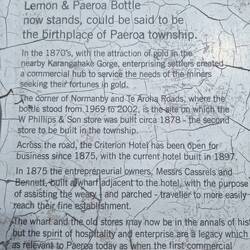 Lemon & Paeroa Bottle
now stands, could be said to be
the birthplace of Paeroa township.
In the 1870's, with the attraction of gold in the
nearby Karangahake Gorge, enterprising settlers created
a commercial hub to service the needs of the miners
seeking their fortunes in gold.
The corner of Normanby and Te Aroha Roads, where the
bottle stood from 1969 to 2002, is the site on which the
W Phillips & Son store was built circa 1878 - the second
store to be built in the township.
Across the road, the Criterion Hotel has been open for
business since 1875, with the current hotel built in 1897.
In 1875 the entrepreneurial owners, Messrs Cassrels and
Bennett, built a wharf adjacent to the hotel, with the purpose
of assisting the weary - and parched - traveller to more easily
reach their fine establishment.
The wharf and the old stores may now be in the annals of hist
but the spirit of hospitality and enterprise are a legacy which
as relevant to Paeroa today as when the first commercial